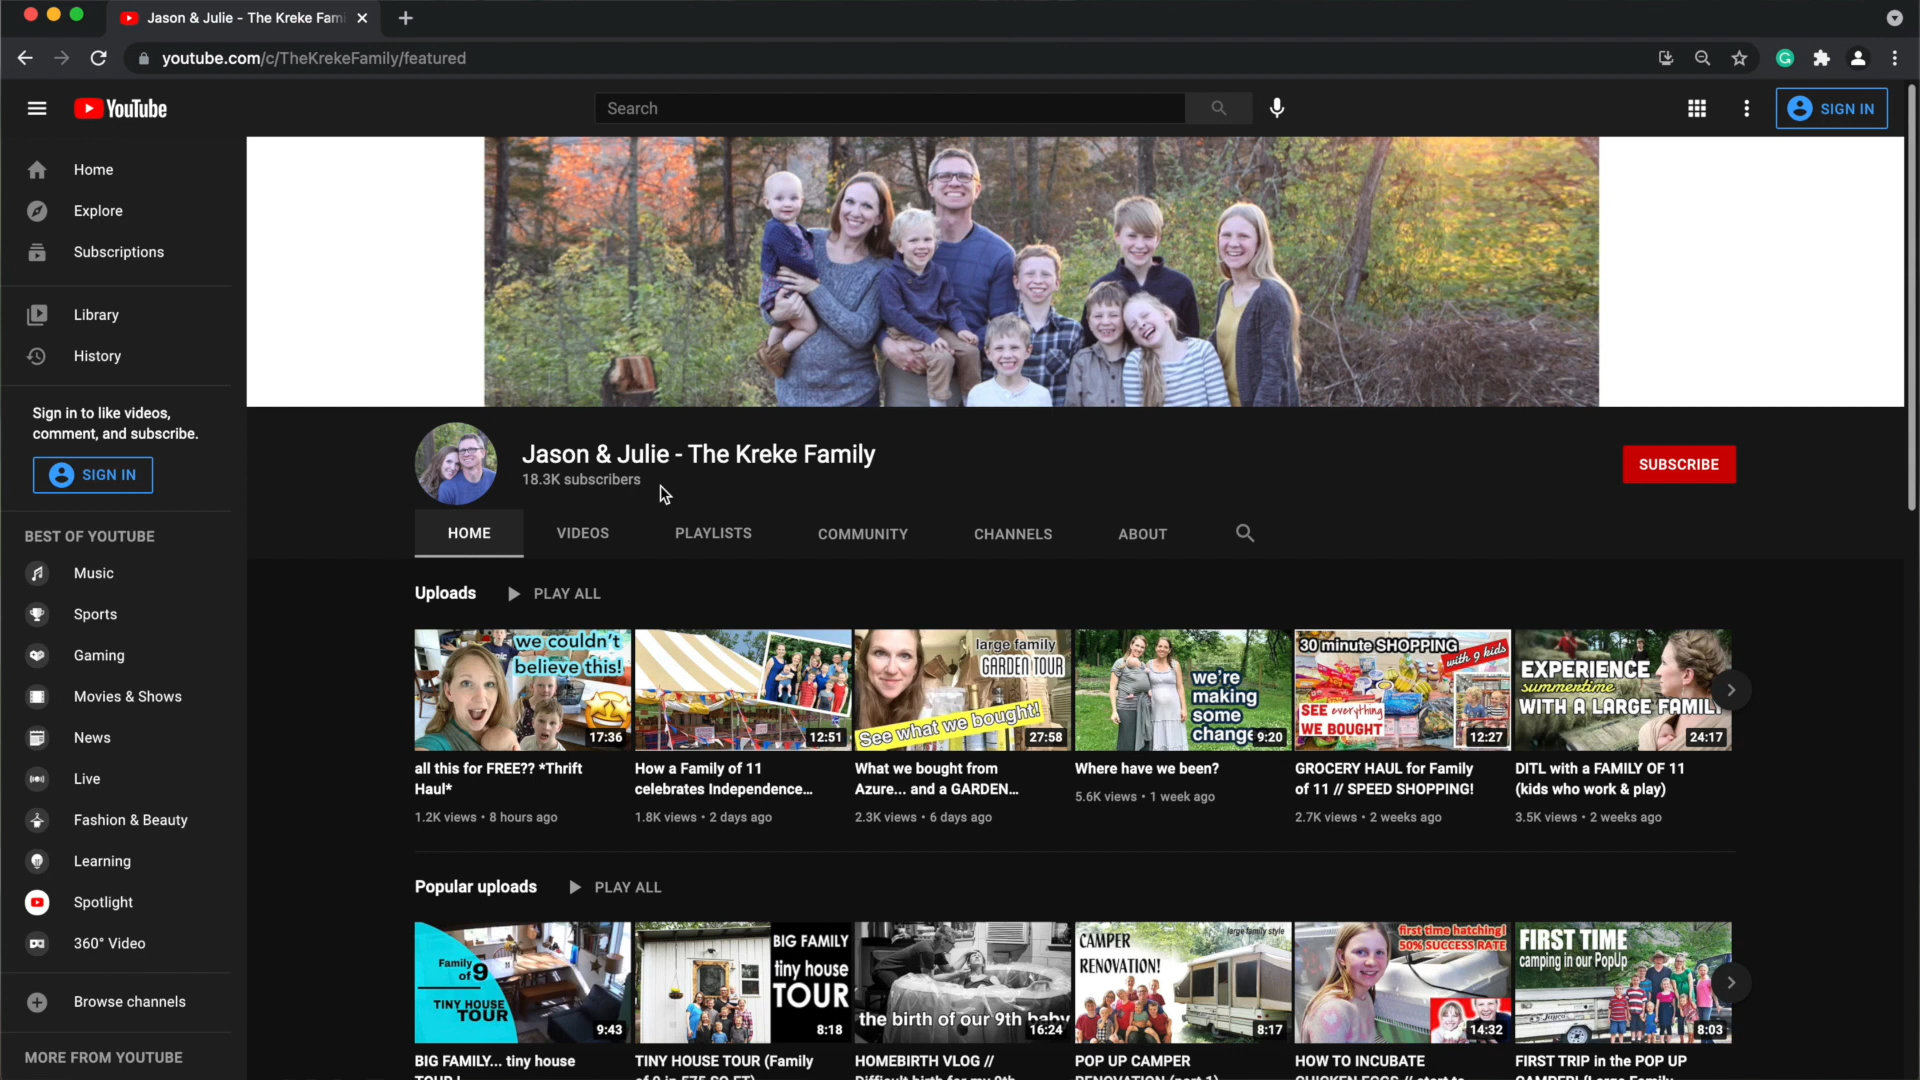 Jason & Julie - The Kreke Fami
youtube.com/c/TheKrekeFamily/featured
YouTube
Search
SIGN IN
Home
Explore
Subscriptions
Library
History
Sign in to like videos,
comment, and subscribe.
SIGN IN
BEST OF YOUTUBE
Music
Sports
Gaming
Movies & Shows
News
Live
Fashion & Beauty
Learning
Spotlight
360° Video
Browse channels
MORE FROM YOUTUBE
Jason & Julie - The Kreke Family
18.3K subscribers
SUBSCRIBE
HOME VIDEOS PLAYLISTS COMMUNITY CHANNELS ABOUT
Uploads PLAY ALL
we couldn't
believe this!
17:36
12:51
large family
GARDEN TOUR
See what we bought!
27:58
we're
making
some
change
9:20
30 minute SHOPPING
with 9 kids
SEE everything
WE BOUGHT
12:27
EXPERIENCE
summertime
WITH A LARGE FAMIL
24:17
all this for FREE?? *Thrift
Haul*
1.2K views • 8 hours ago
How a Family of 11
celebrates Independence...
1.8K views • 2 days ago
What we bought from
Azure... and a GARDEN...
2.3K views • 6 days ago
Where have we been?
5.6K views • 1 week ago
GROCERY HAUL for Family
of 11 // SPEED SHOPPING!
2.7K views • 2 weeks ago
DITL with a FAMILY OF 11
(kids who work & play)
3.5K views • 2 weeks ago
Popular uploads PLAY ALL
Family
of 9
TINY HOUSE
TOUR
9:43
BIG FAMILY
tiny house
TOUR
8:18
the birth of our 9th baby
16:24
CAMPER
RENOVATION!
large family style
8:17
first time hatching!
50% SUCCESS RATE
14:32
FIRST TIME
camping in our PopUp
Jayco
8:03
BIG FAMILY... tiny house
TINY HOUSE TOUR (Family
HOMEBIRTH VLOG //
POP UP CAMPER
HOW TO INCUBATE
FIRST TRIP in the POP UP